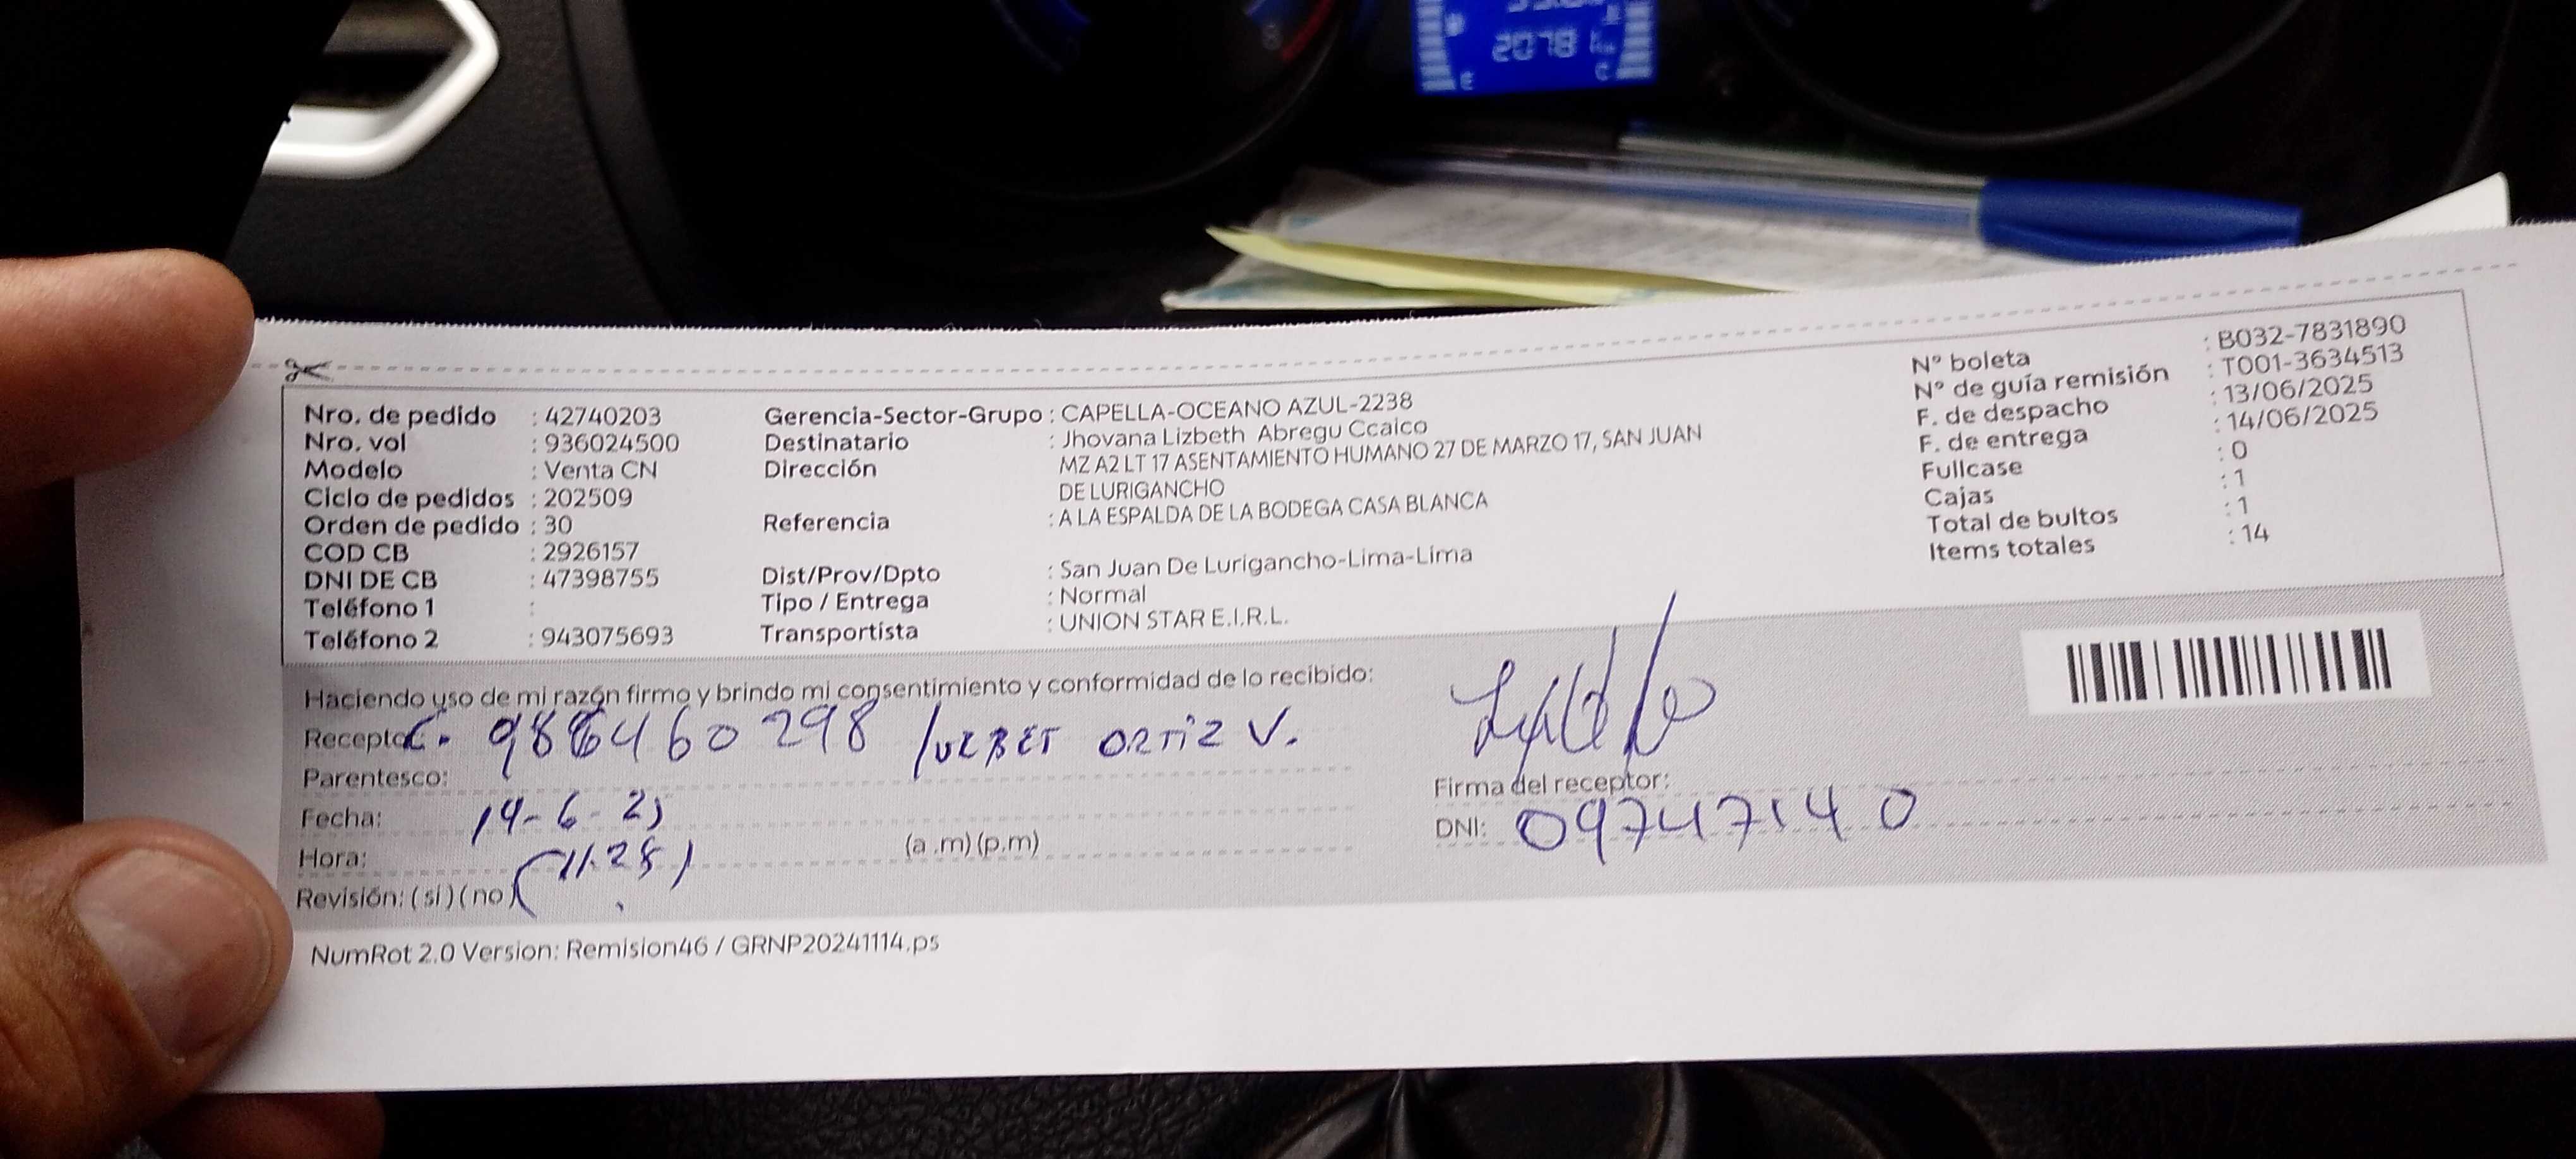 20781 km
E
C
Nro. de pedido : 42740203
Nro. vol : 936024500
Modelo : Venta CN
Ciclo de pedidos : 202509
Orden de pedido : 30
COD CB : 2926157
DNI DE CB : 47398755
Teléfono 1 :
Teléfono 2 : 943075693
Gerencia-Sector-Grupo : CAPELLA-OCEANO AZUL-2238
Destinatario : Jhovana Lizbeth Abregu Ccaico
Dirección MZ A2 LT 17 ASENTAMIENTO HUMANO 27 DE MARZO 17, SAN JUAN
DE LURIGANCHO
Referencia : A LA ESPALDA DE LA BODEGA CASA BLANCA
Dist/Prov/Dpto : San Juan De Lurigancho-Lima-Lima
Tipo / Entrega : Normal
Transportista : UNION STAR E.I.R.L.
N° boleta : B032-7831890
N° de guía remisión : T001-3634513
F. de despacho : 13/06/2025
F. de entrega : 14/06/2025
Fullcase : 0
Cajas : 1
Total de bultos : 1
Items totales : 14
Haciendo uso de mi razón firmo y brindo mi consentimiento y conformidad de lo recibido:
Receptor: C. 986460298 / ORTIZ V.
Parentesco:
Fecha: 14-6-25
Hora: (11:28) (a.m)(p.m)
Revisión: (si) (no)
Firma del receptor:
DNI: 09747140
NumRot 2.0 Version: Remision46 / GRNP20241114.ps